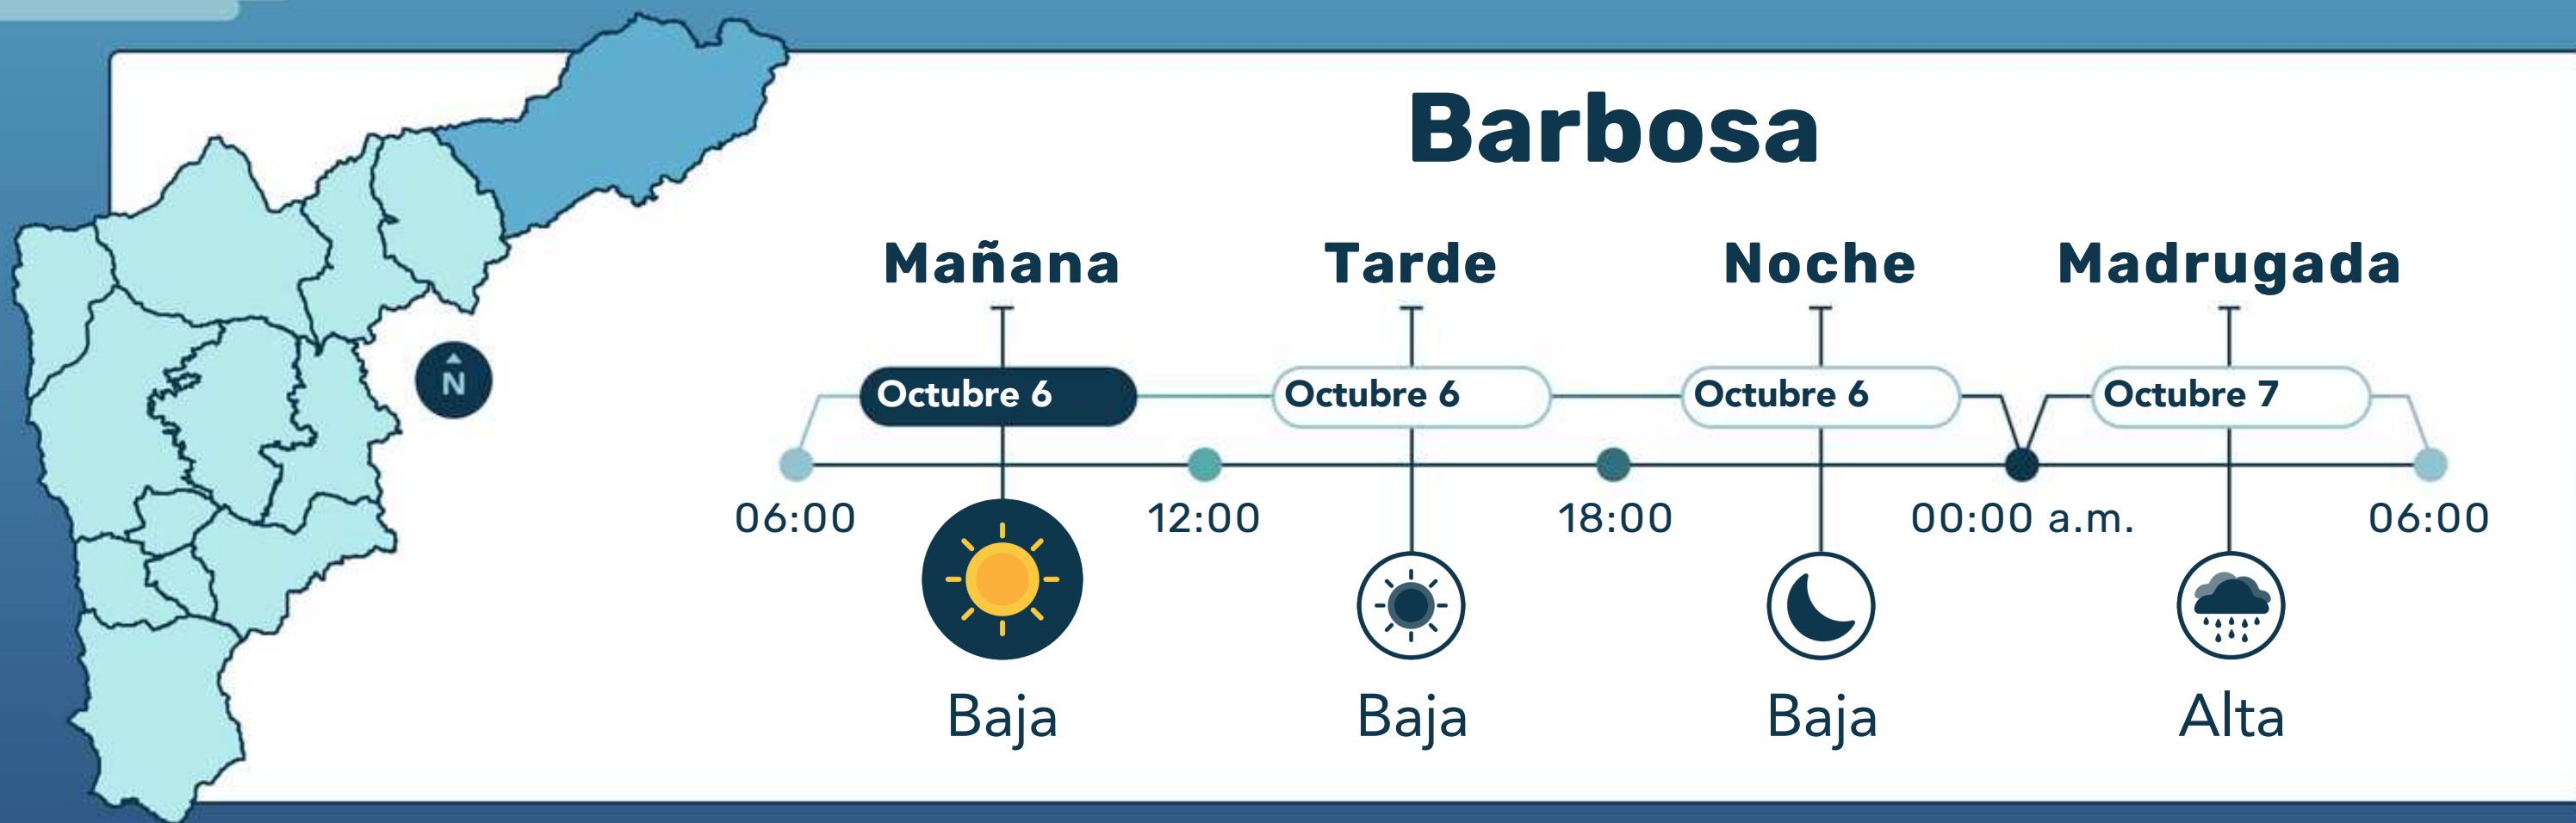 Barbosa
Mañana Tarde Noche Madrugada
Octubre 6 Octubre 6 Octubre 6 Octubre 7
N
06:00 12:00 18:00 00:00 a.m. 06:00
Baja Baja Baja Alta